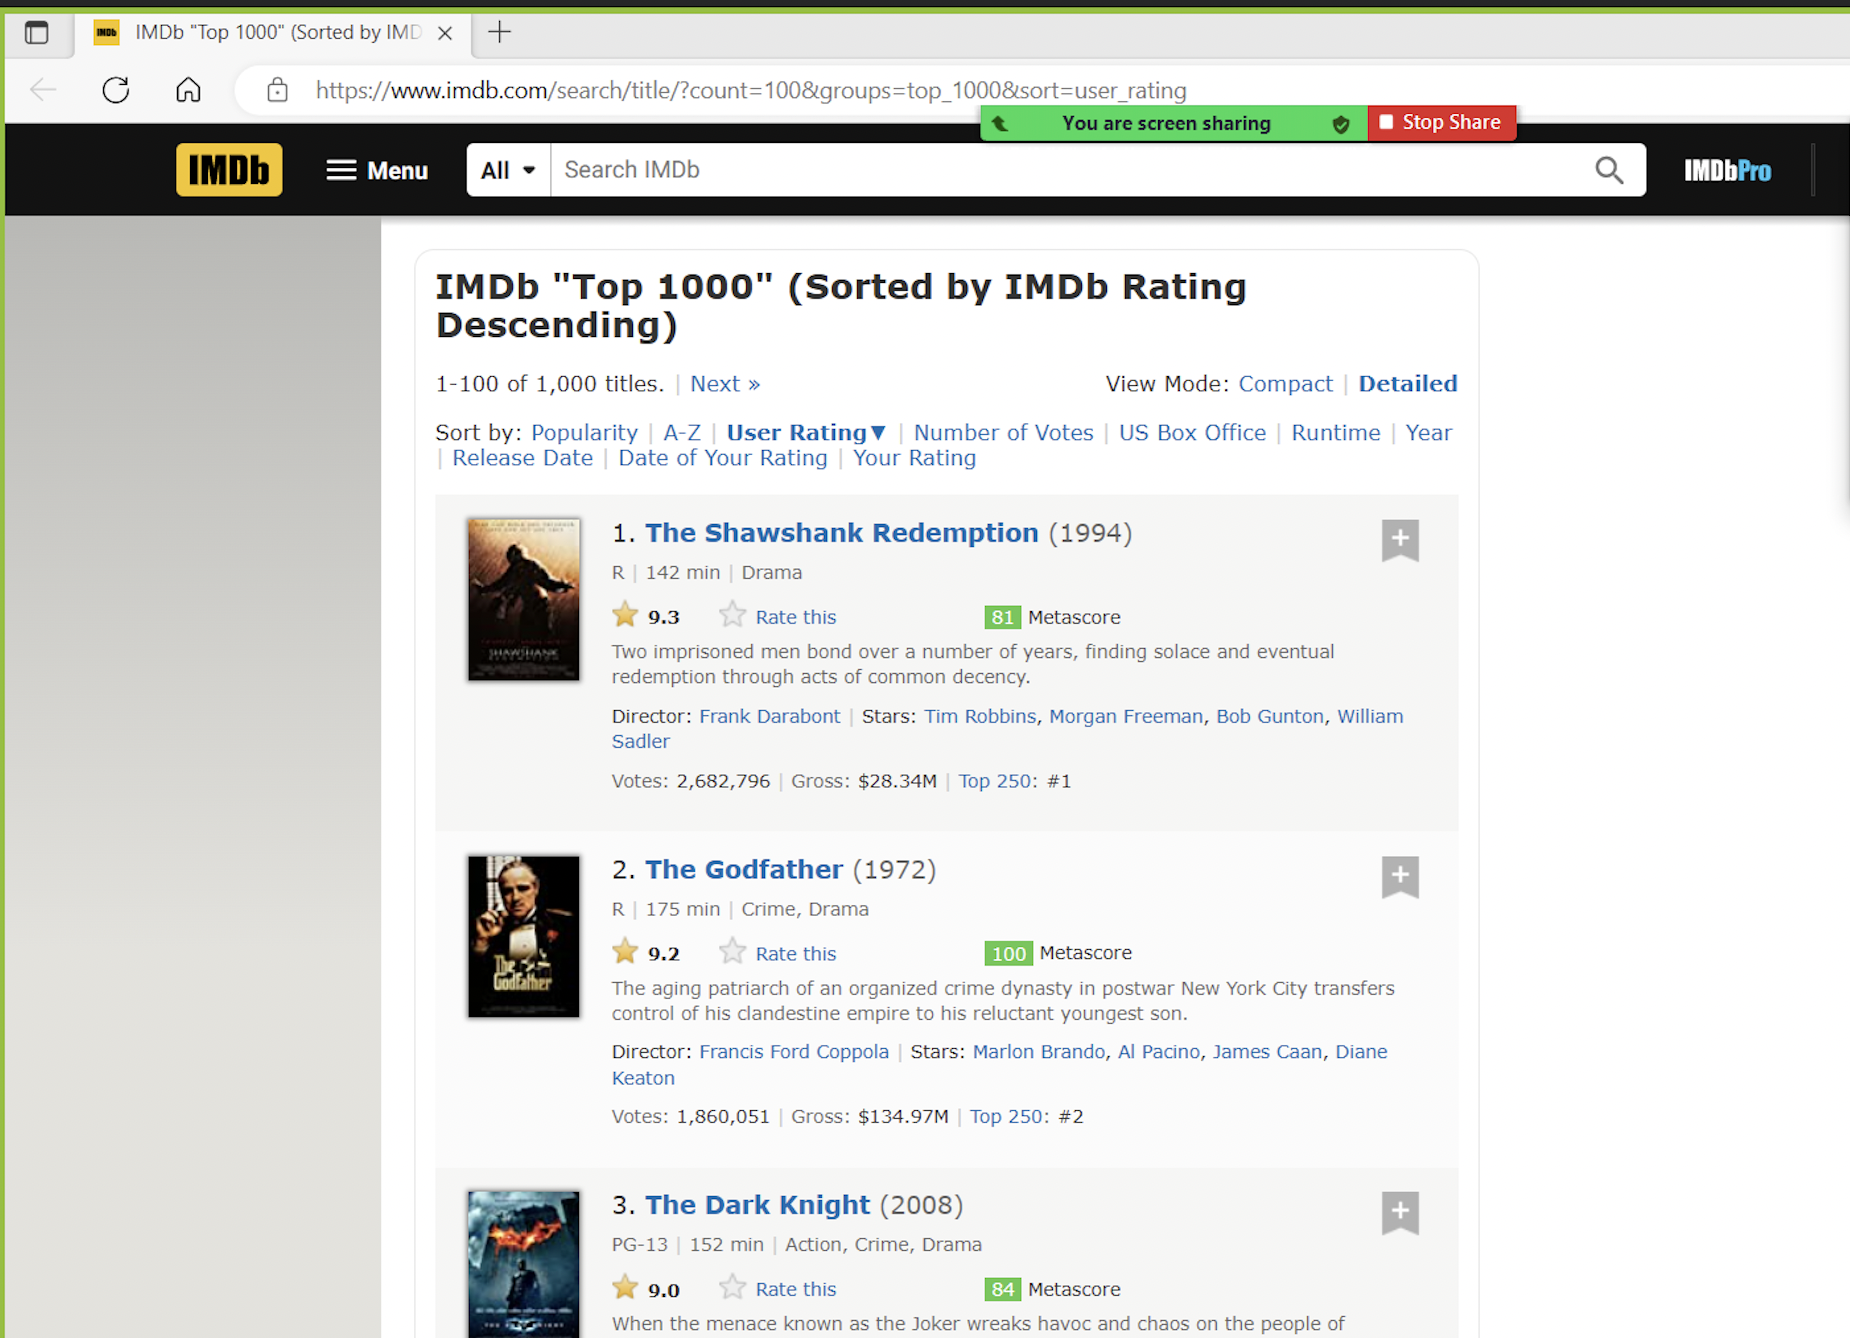 IMDb "Top 1000" (Sorted by IMD
https://www.imdb.com/search/title/?count=100&groups=top_1000&sort=user_rating
You are screen sharing
Stop Share
IMDb
Menu
All
Search IMDb
IMDbPro
IMDb "Top 1000" (Sorted by IMDb Rating
Descending)
1-100 of 1,000 titles. | Next »
View Mode: Compact | Detailed
Sort by: Popularity | A-Z | User Rating▼ | Number of Votes | US Box Office | Runtime | Year
| Release Date | Date of Your Rating | Your Rating
1. The Shawshank Redemption (1994)
R | 142 min | Drama
9.3 Rate this 81 Metascore
Two imprisoned men bond over a number of years, finding solace and eventual
redemption through acts of common decency.
Director: Frank Darabont | Stars: Tim Robbins, Morgan Freeman, Bob Gunton, William
Sadler
Votes: 2,682,796 | Gross: $28.34M | Top 250: #1
SHAWSHANK
2. The Godfather (1972)
R | 175 min | Crime, Drama
9.2 Rate this 100 Metascore
The aging patriarch of an organized crime dynasty in postwar New York City transfers
control of his clandestine empire to his reluctant youngest son.
Director: Francis Ford Coppola | Stars: Marlon Brando, Al Pacino, James Caan, Diane
Keaton
Votes: 1,860,051 | Gross: $134.97M | Top 250: #2
The
Godfather
3. The Dark Knight (2008)
PG-13 | 152 min | Action, Crime, Drama
9.0 Rate this 84 Metascore
When the menace known as the Joker wreaks havoc and chaos on the people of